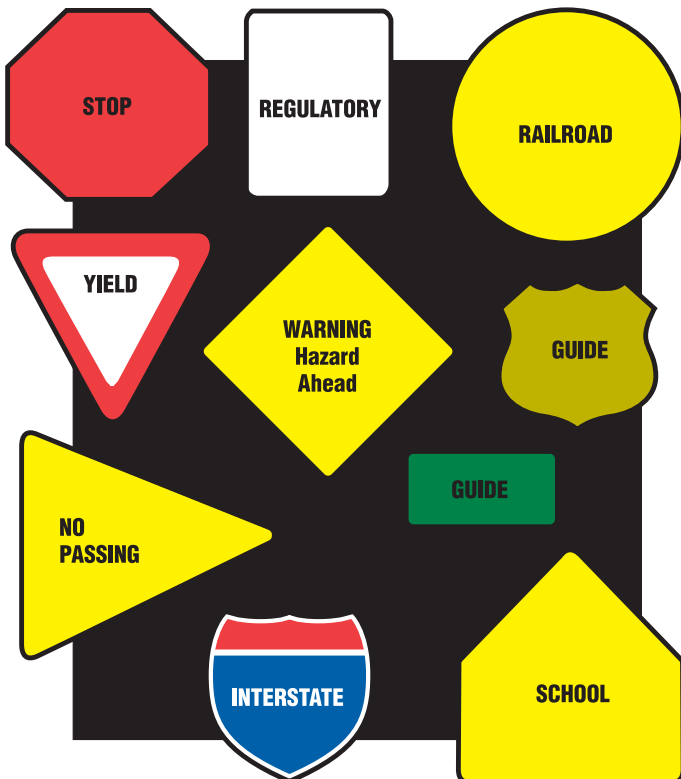 STOP
REGULATORY
RAILROAD
YIELD
WARNING
Hazard
Ahead
GUIDE
GUIDE
NO
PASSING
INTERSTATE
SCHOOL